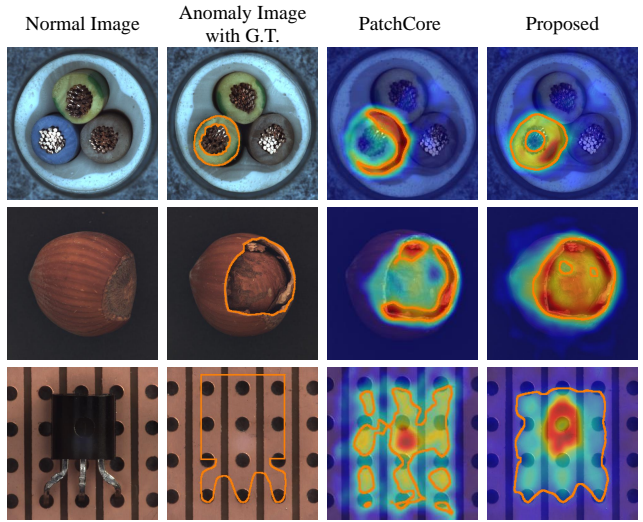 Normal Image
Anomaly Image
with G.T.
PatchCore
Proposed